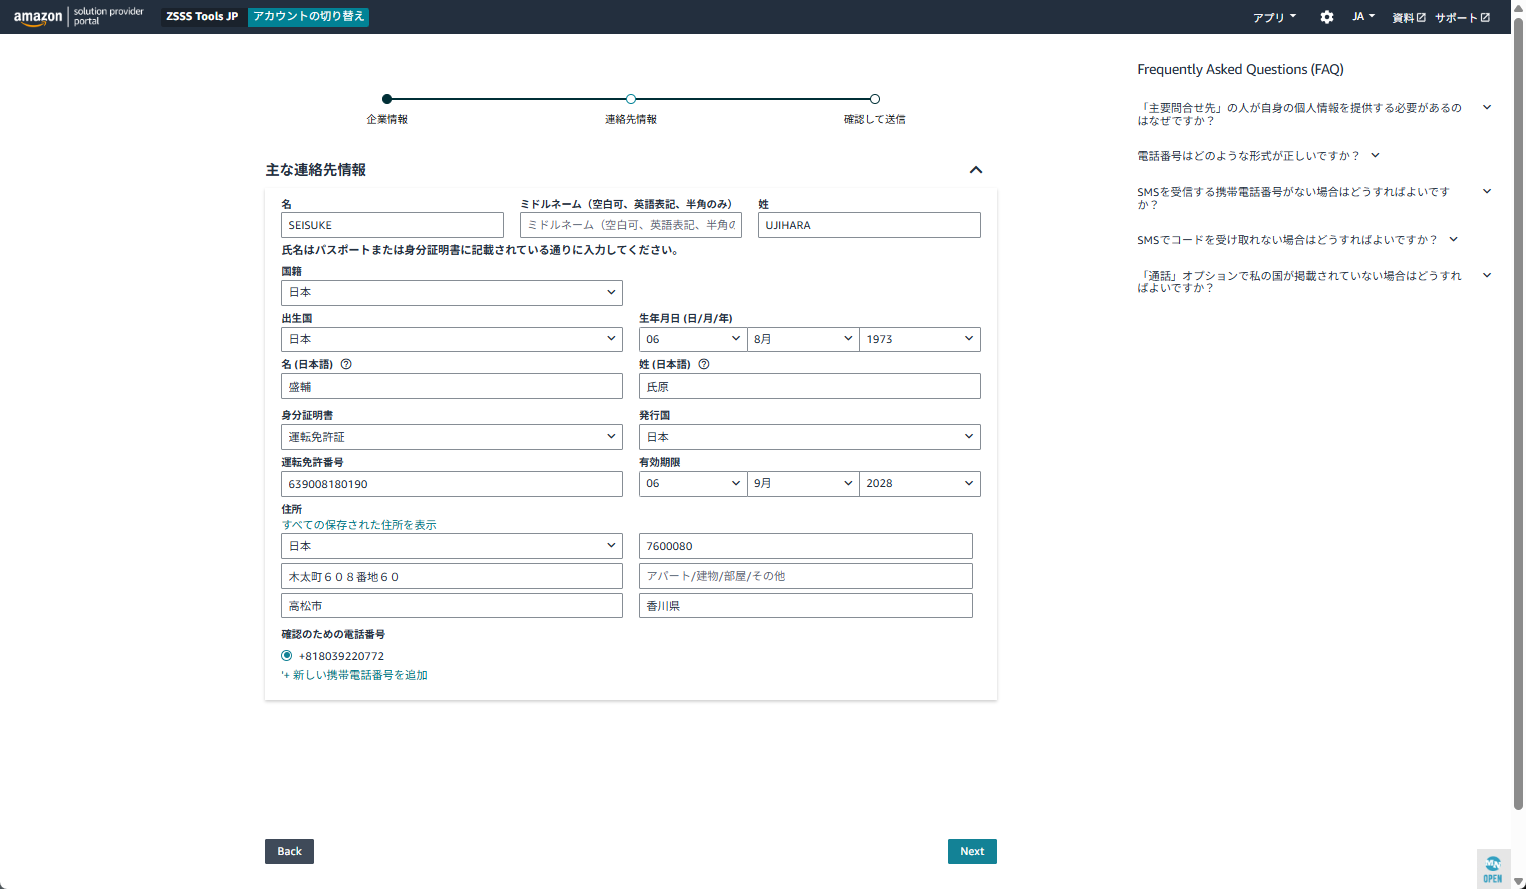 amazon solution provider portal ZSSS Tools JP アカウントの切り替え アプリ JA 資料 サポート
Frequently Asked Questions (FAQ)
「主要問合せ先」の人が自身の個人情報を提供する必要があるの
はなぜですか？
電話番号はどのような形式が正しいですか？
SMSを受信する携帯電話番号がない場合はどうすればよいです
か？
SMSでコードを受け取れない場合はどうすればよいですか？
「通話」オプションで私の国が掲載されていない場合はどうすれ
ばよいですか？
企業情報 連絡先情報 確認して送信
主な連絡先情報
名 ミドルネーム（空白可、英語表記、半角のみ） 姓
SEISUKE ミドルネーム（空白可、英語表記、半角の UJIHARA
氏名はパスポートまたは身分証明書に記載されている通りに入力してください。
国籍
日本
出生国 生年月日 (日/月/年)
日本 06 8月 1973
名 (日本語) 姓 (日本語)
盛輔 氏原
身分証明書 発行国
運転免許証 日本
運転免許番号 有効期限
639008180190 06 9月 2028
住所
すべての保存された住所を表示
日本 7600080
木太町６０８番地６０ アパート/建物/部屋/その他
高松市 香川県
確認のための電話番号
+818039220772
'+ 新しい携帯電話番号を追加
Back Next
OPEN